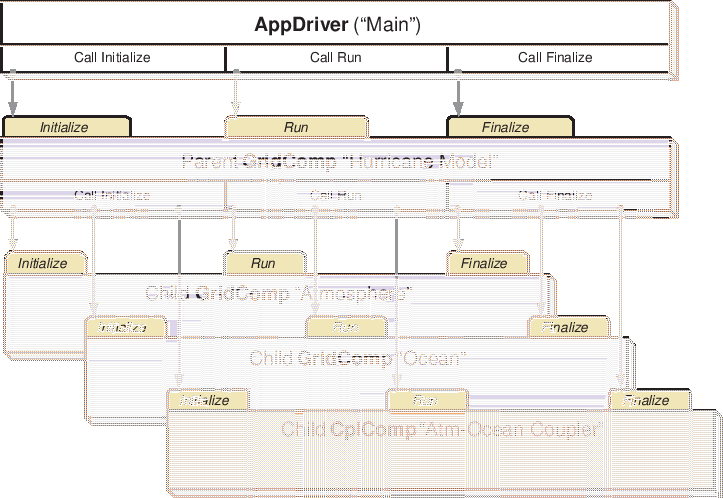 AppDriver (“Main”)
Call Initialize Call Run Call Finalize
Initialize Run Finalize
Parent GridComp “Hurricane Model”
Call Initialize Call Run Call Finalize
Initialize Run Finalize
Child GridComp “Atmosphere”
Initialize Run Finalize
Child GridComp “Ocean”
Initialize Run Finalize
Child CplComp “Atm-Ocean Coupler”